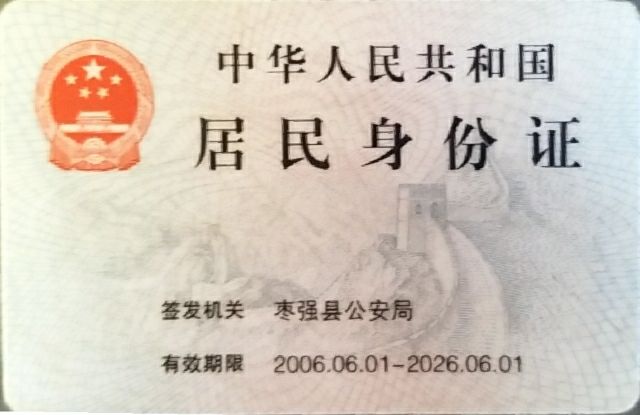 中华人民共和国
居民身份证
签发机关 枣强县公安局
有效期限 2006.06.01-2026.06.01